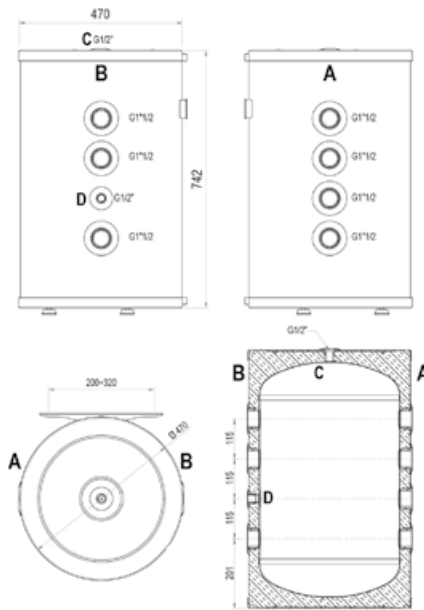 470
C G1/2"
B
G1"1/2
G1"1/2
D G1/2"
G1"1/2
742
A
G1"1/2
G1"1/2
G1"1/2
G1"1/2
200~320
A
Ø 470
B
G1/2"
B
C
A
115
115
D
115
201